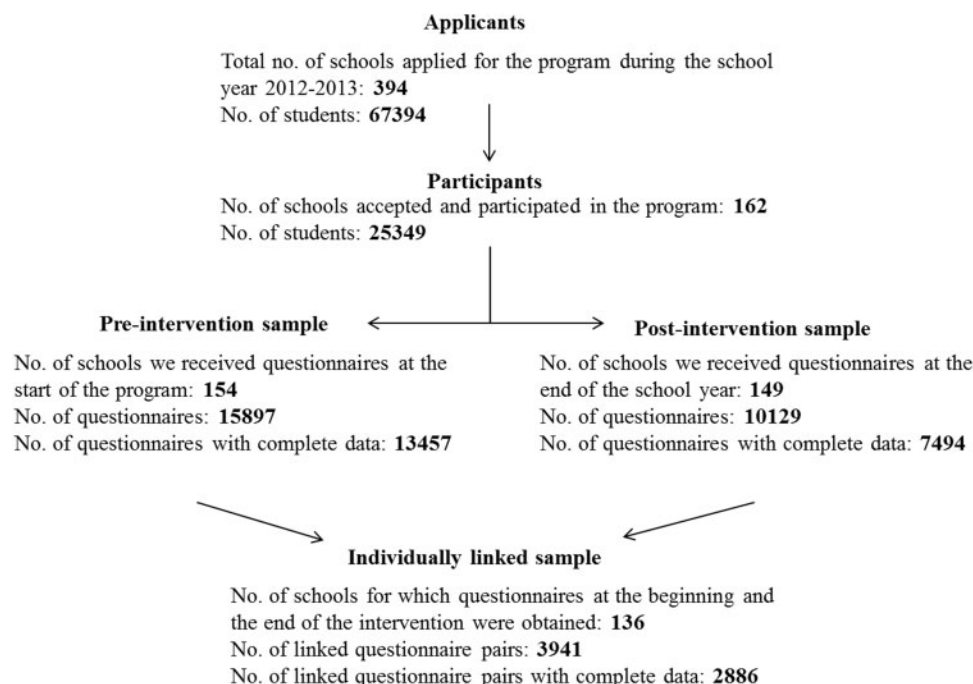 Applicants
Total no. of schools applied for the program during the school
year 2012-2013: 394
No. of students: 67394
Participants
No. of schools accepted and participated in the program: 162
No. of students: 25349
Pre-intervention sample
No. of schools we received questionnaires at the
start of the program: 154
No. of questionnaires: 15897
No. of questionnaires with complete data: 13457
Post-intervention sample
No. of schools we received questionnaires at the
end of the school year: 149
No. of questionnaires: 10129
No. of questionnaires with complete data: 7494
Individually linked sample
No. of schools for which questionnaires at the beginning and
the end of the intervention were obtained: 136
No. of linked questionnaire pairs: 3941
No. of linked questionnaire pairs with complete data: 2886